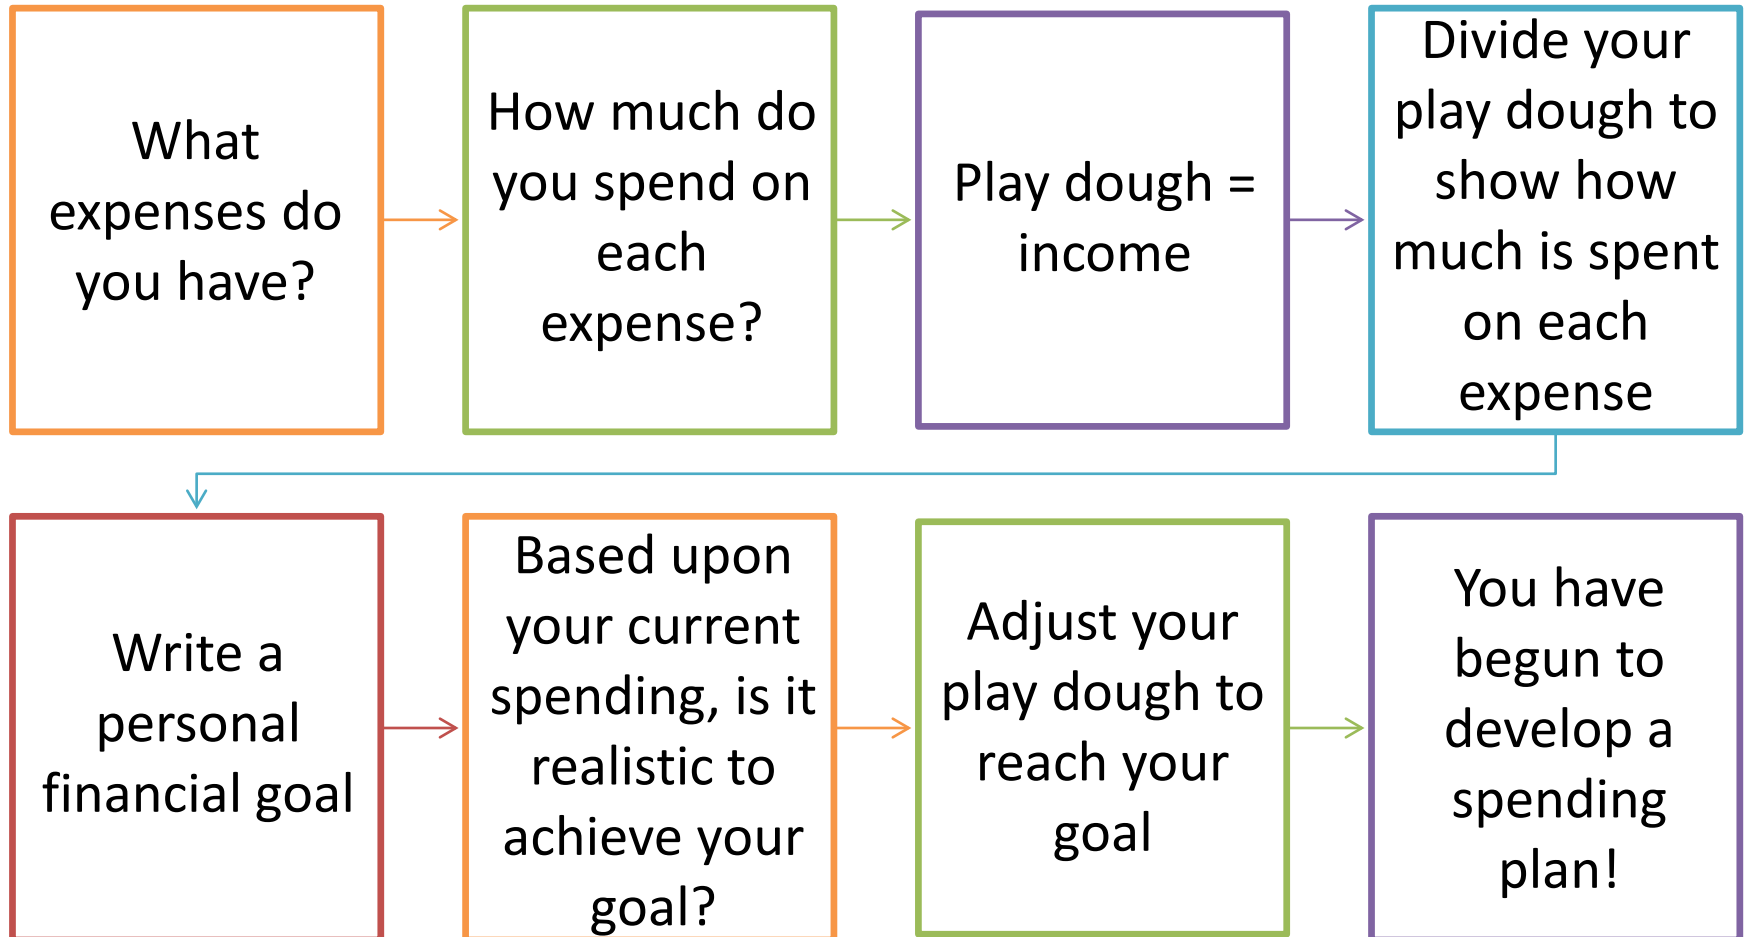 What
expenses do
you have?
How much do
you spend on
each
expense?
Play dough =
income
Divide your
play dough to
show how
much is spent
on each
expense
Write a
personal
financial goal
Based upon
your current
spending, is it
realistic to
achieve your
goal?
Adjust your
play dough to
reach your
goal
You have
begun to
develop a
spending
plan!